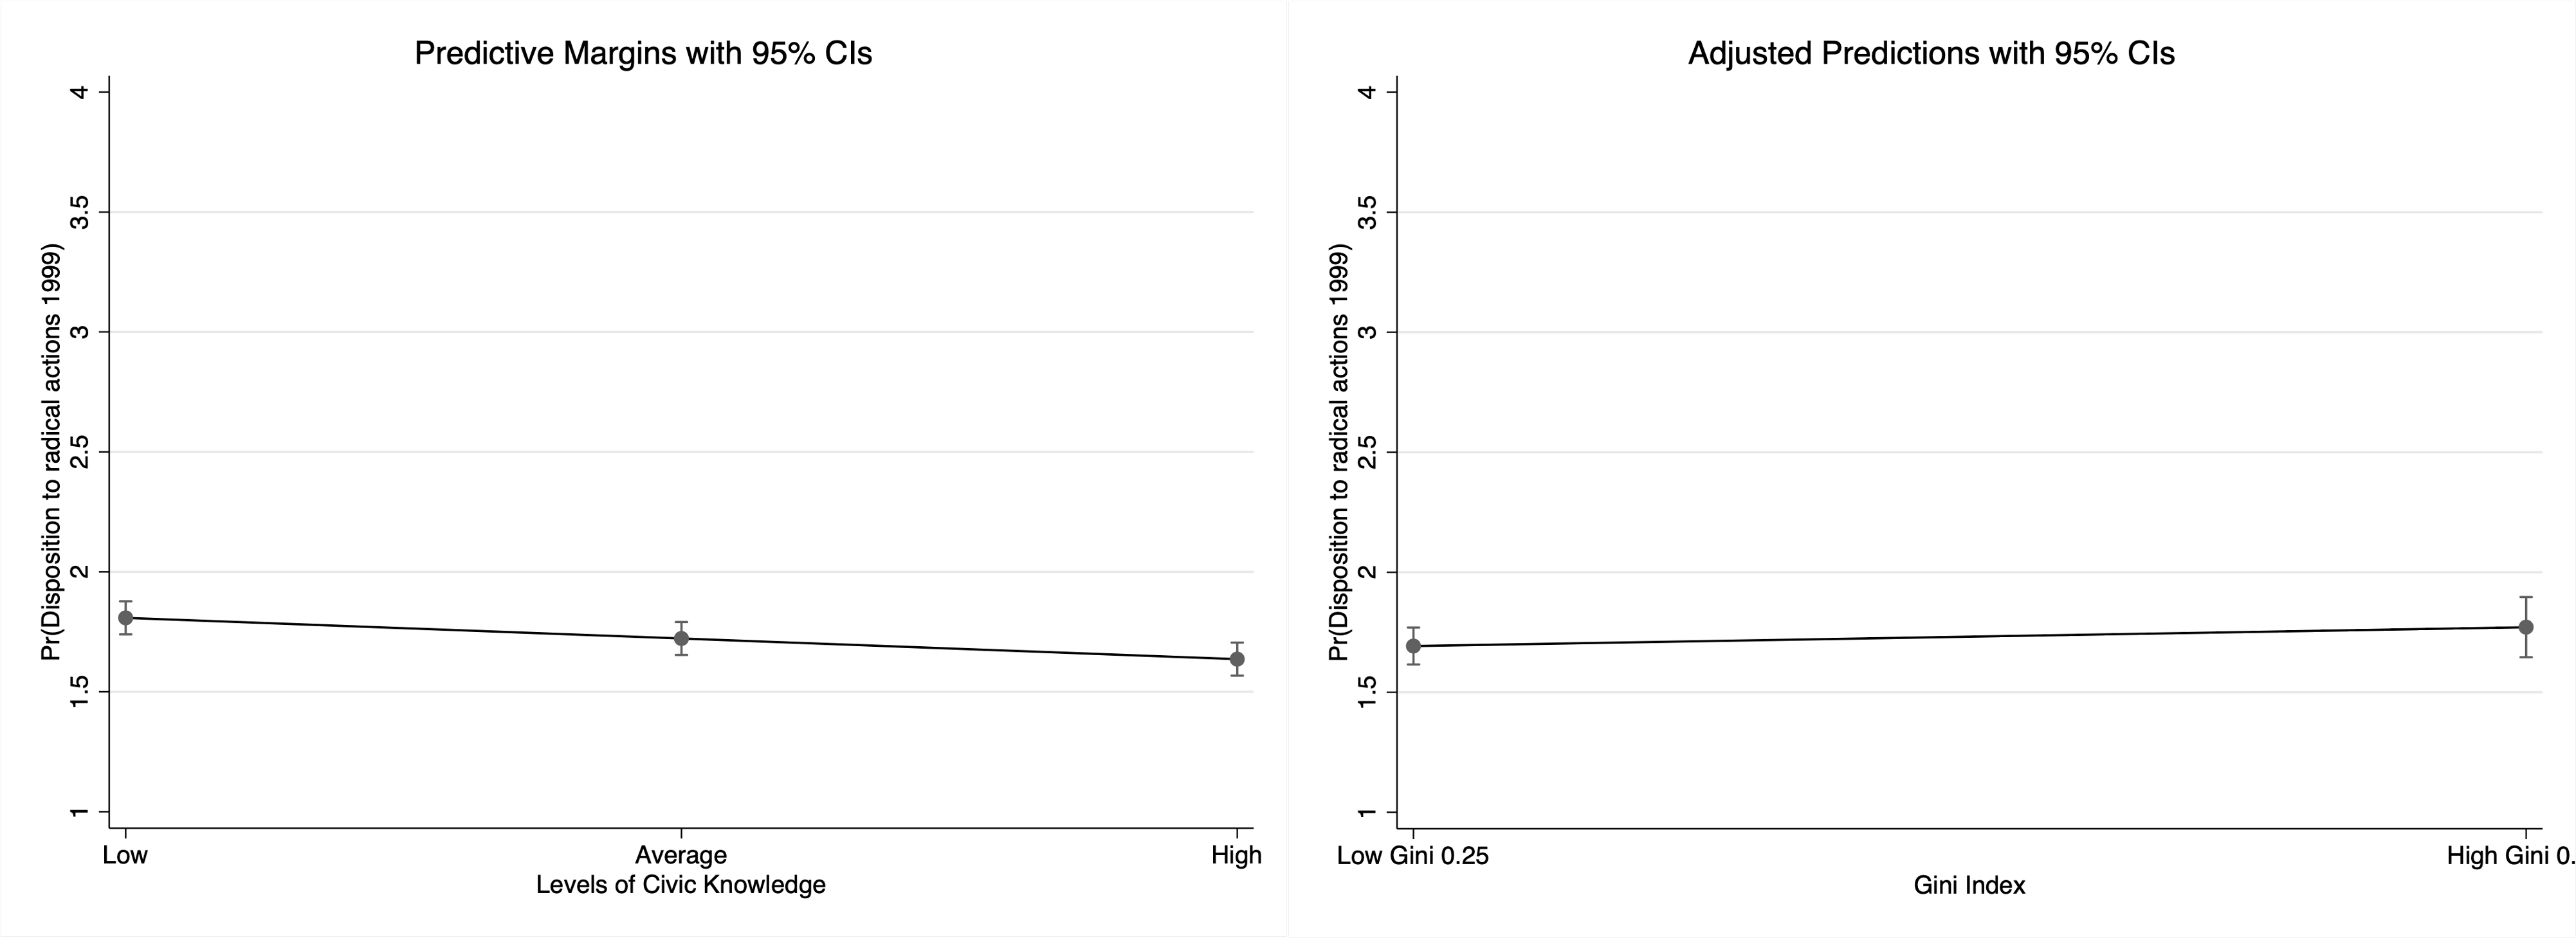 Predictive Margins with 95% CIs
Pr(Disposition to radical actions 1999)
4
3.5
3
2.5
2
1.5
1
Low Average High
Levels of Civic Knowledge
Adjusted Predictions with 95% CIs
Pr(Disposition to radical actions 1999)
4
3.5
3
2.5
2
1.5
1
Low Gini 0.25 High Gini 0.
Gini Index